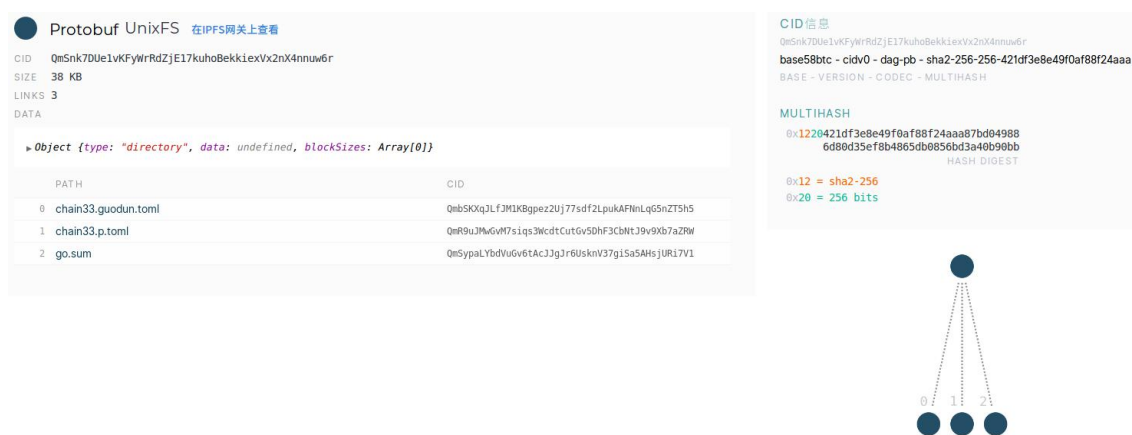 Protobuf UnixFS 在IPFS网关上查看
CID QmSnk7DUe1vKFyWrRdZjE17kuhoBekkiexVx2nX4nnuw6r
SIZE 38 KB
LINKS 3
DATA
▶ Object {type: "directory", data: undefined, blockSizes: Array[0]}
PATH CID
0 chain33.guodun.toml QmbSKXqJLfJM1KBgpez2Uj77sdf2LpukAFNnLqG5nZT5h5
1 chain33.p.toml QmR9uJMwGvM7siqs3WcdtCutGv5DhF3CbNtJ9v9Xb7aZRW
2 go.sum QmSypaLYbdVuGv6tAcJJgJr6UsknV37giSa5AHsjURi7V1
CID信息
QmSnk7DUe1vKFyWrRdZjE17kuhoBekkiexVx2nX4nnuw6r
base58btc - cidv0 - dag-pb - sha2-256-256-421df3e8e49f0af88f24aaa
BASE - VERSION - CODEC - MULTIHASH
MULTIHASH
0x1220421df3e8e49f0af88f24aaa87bd04988
6d80d35ef8b4865db0856bd3a40b90bb
HASH DIGEST
0x12 = sha2-256
0x20 = 256 bits
0 1 2